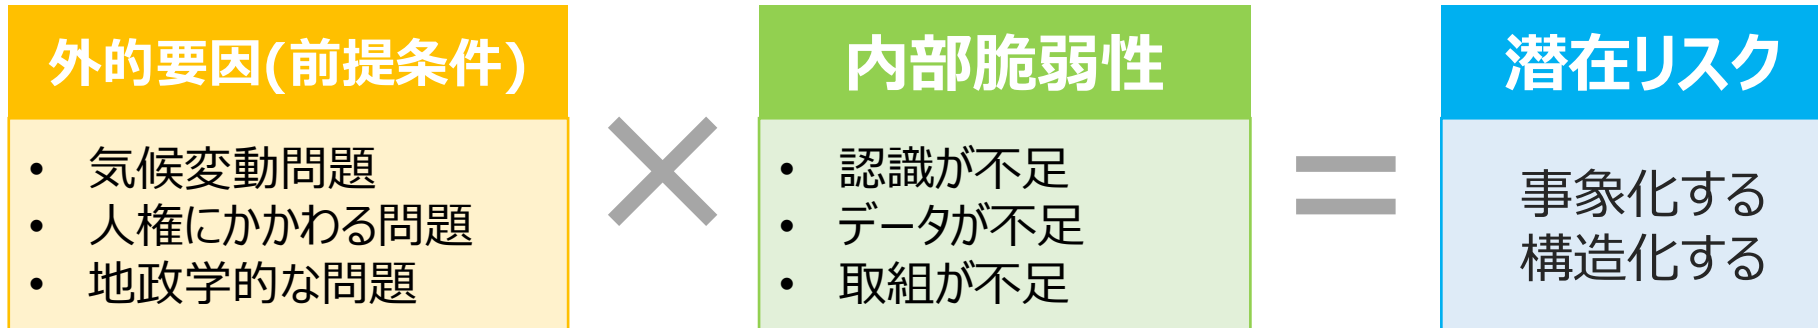 外的要因(前提条件)
• 気候変動問題
• 人権にかかわる問題
• 地政学的な問題
×
内部脆弱性
• 認識が不足
• データが不足
• 取組が不足
=
潜在リスク
事象化する
構造化する